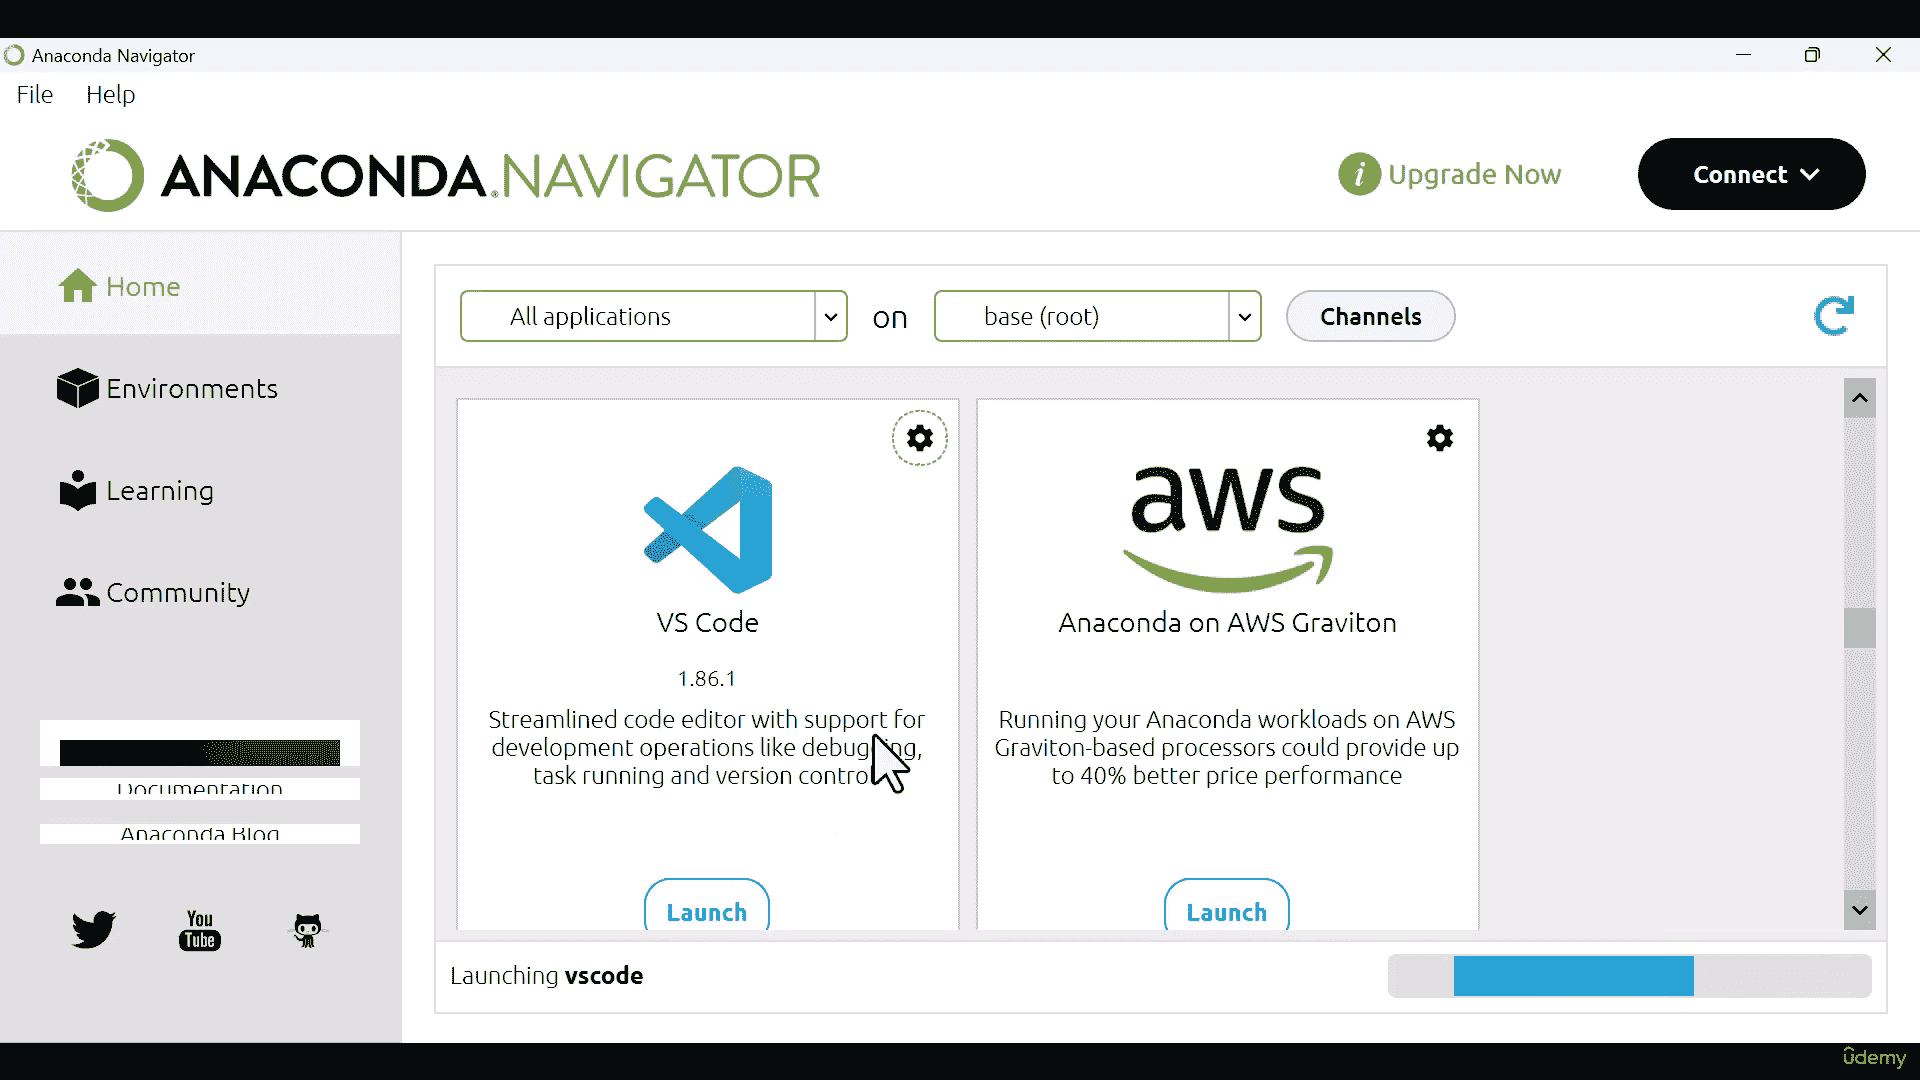 Anaconda Navigator
File Help
ANACONDA.NAVIGATOR
i Upgrade Now
Connect
Home
All applications on base (root) Channels
Environments
Learning
Community
VS Code
1.86.1
Streamlined code editor with support for
development operations like debugging,
task running and version control
Launch
aws
Anaconda on AWS Graviton
Running your Anaconda workloads on AWS
Graviton-based processors could provide up
to 40% better price performance
Launch
Documentation
Anaconda Blog
You
Tube
Launching vscode
ûdemy